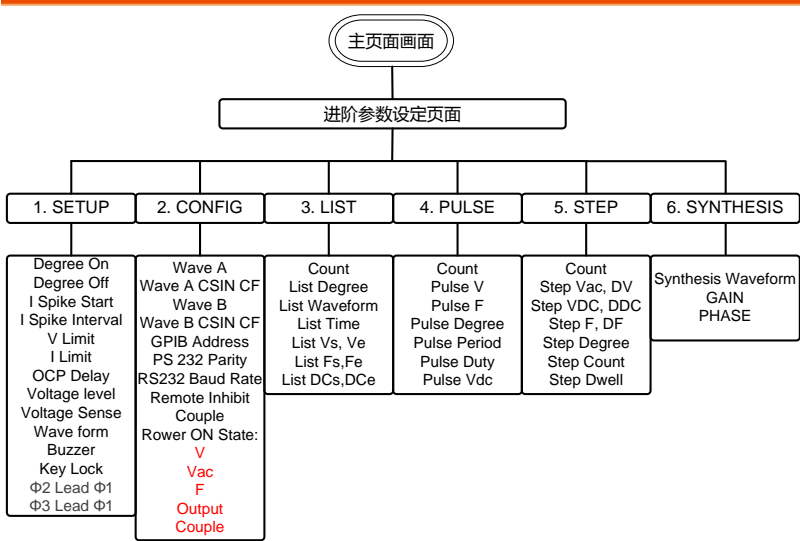 主页面画面
进阶参数设定页面
1. SETUP
2. CONFIG
3. LIST
4. PULSE
5. STEP
6. SYNTHESIS
Degree On
Degree Off
I Spike Start
I Spike Interval
V Limit
I Limit
OCP Delay
Voltage level
Voltage Sense
Wave form
Buzzer
Key Lock
Φ2 Lead Φ1
Φ3 Lead Φ1
Wave A
Wave A CSIN CF
Wave B
Wave B CSIN CF
GPIB Address
PS 232 Parity
RS232 Baud Rate
Remote Inhibit
Couple
Rower ON State:
V
Vac
F
Output
Couple
Count
List Degree
List Waveform
List Time
List Vs, Ve
List Fs,Fe
List DCs,DCe
Count
Pulse V
Pulse F
Pulse Degree
Pulse Period
Pulse Duty
Pulse Vdc
Count
Step Vac, DV
Step VDC, DDC
Step F, DF
Step Degree
Step Count
Step Dwell
Synthesis Waveform
GAIN
PHASE